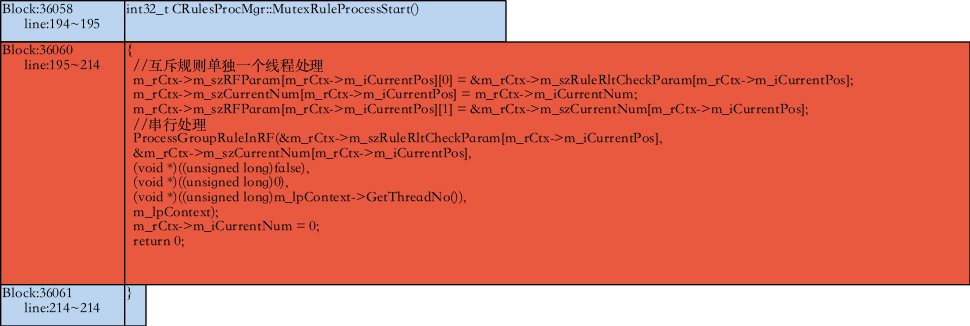 Block:36058
line:194~195
int32_t CRulesProcMgr::MutexRuleProcessStart()
Block:36060
line:195~214
{
//互斥规则单独一个线程处理
m_rCtx->m_szRFParam[m_rCtx->m_iCurrentPos][0] = &m_rCtx->m_szRuleRltCheckParam[m_rCtx->m_iCurrentPos];
m_rCtx->m_szCurrentNum[m_rCtx->m_iCurrentPos] = m_rCtx->m_iCurrentNum;
m_rCtx->m_szRFParam[m_rCtx->m_iCurrentPos][1] = &m_rCtx->m_szCurrentNum[m_rCtx->m_iCurrentPos];
//串行处理
ProcessGroupRuleInRF(&m_rCtx->m_szRuleRltCheckParam[m_rCtx->m_iCurrentPos],
&m_rCtx->m_szCurrentNum[m_rCtx->m_iCurrentPos],
(void *)((unsigned long)false),
(void *)((unsigned long)0),
(void *)((unsigned long)m_lpContext->GetThreadNo()),
m_lpContext);
m_rCtx->m_iCurrentNum = 0;
return 0;
Block:36061
line:214~214
}